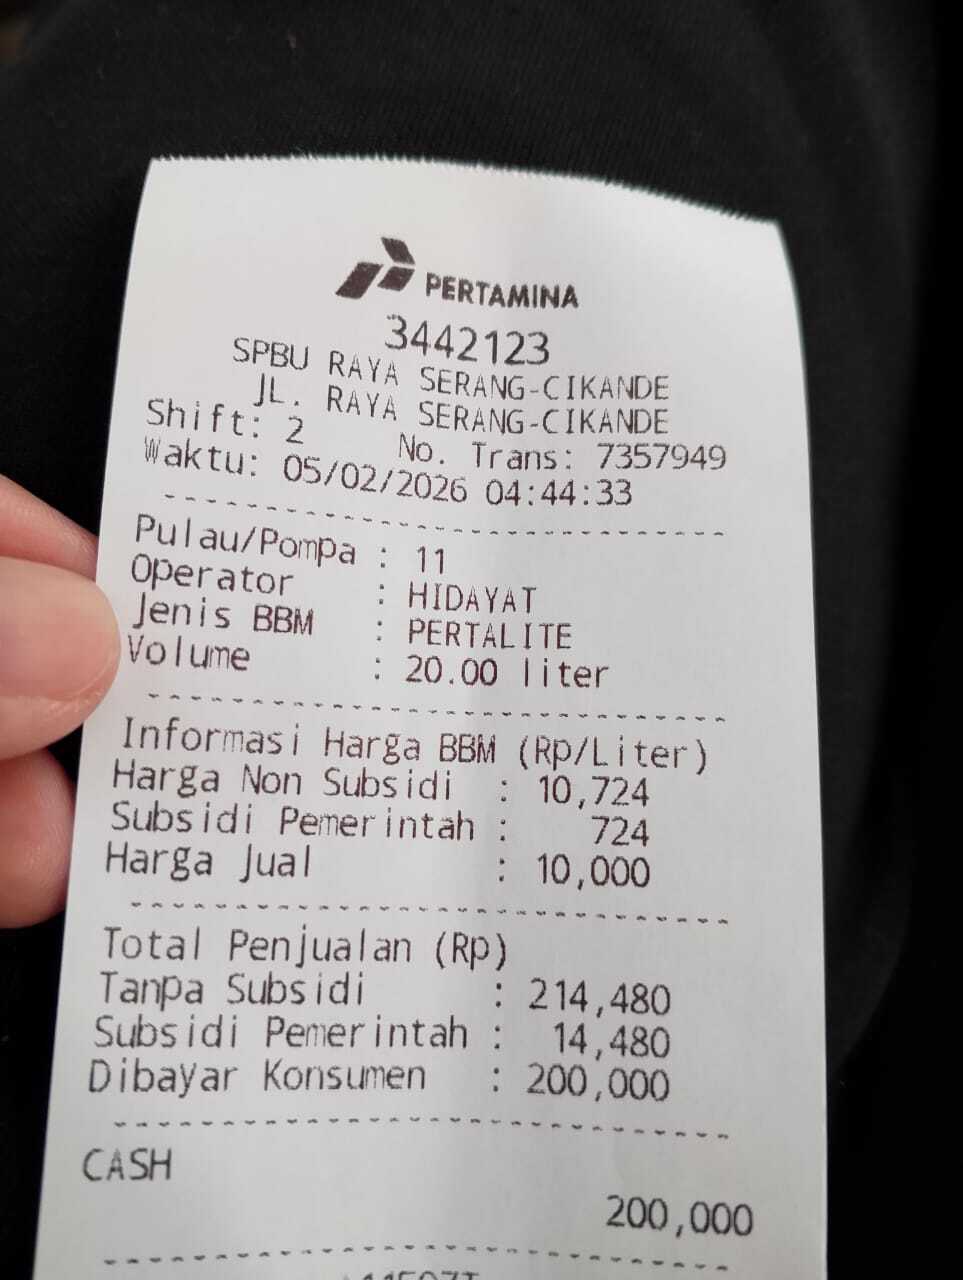 PERTAMINA
3442123
SPBU RAYA SERANG-CIKANDE
JL. RAYA SERANG-CIKANDE
Shift: 2 No. Trans: 7357949
Waktu: 05/02/2026 04:44:33
Pulau/Pompa : 11
Operator : HIDAYAT
Jenis BBM : PERTALITE
Volume : 20.00 liter
Informasi Harga BBM (Rp/Liter)
Harga Non Subsidi : 10,724
Subsidi Pemerintah : 724
Harga Jual : 10,000
Total Penjualan (Rp)
Tanpa Subsidi : 214,480
Subsidi Pemerintah : 14,480
Dibayar Konsumen : 200,000
CASH
200,000